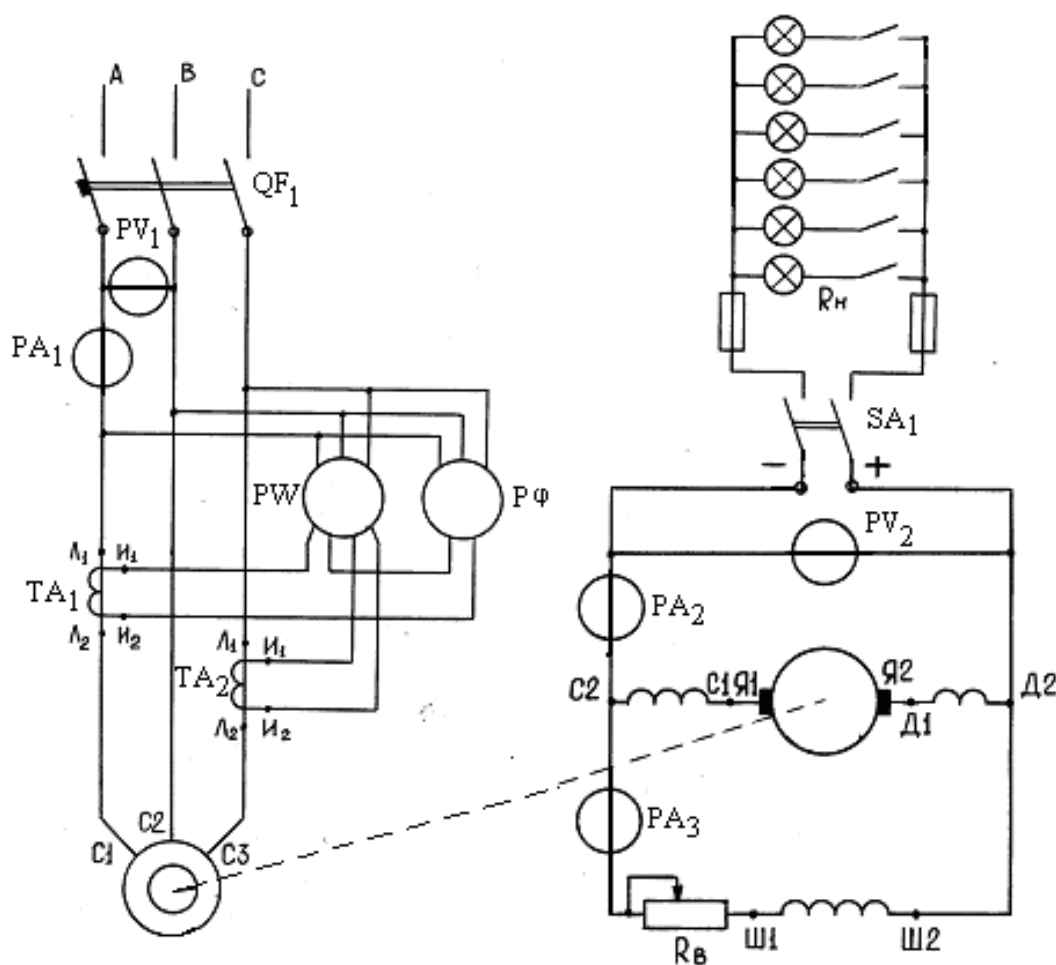 A B C
QF1
PV1
PA1
PW
Pφ
Л1 И1
TA1
Л2 И2
Л1 И1
TA2
Л2 И2
C1 C2 C3
Rн
SA1
- +
PV2
PA2
C2 C1 Я1 Я2 Д1 Д2
PA3
Rв Ш1 Ш2